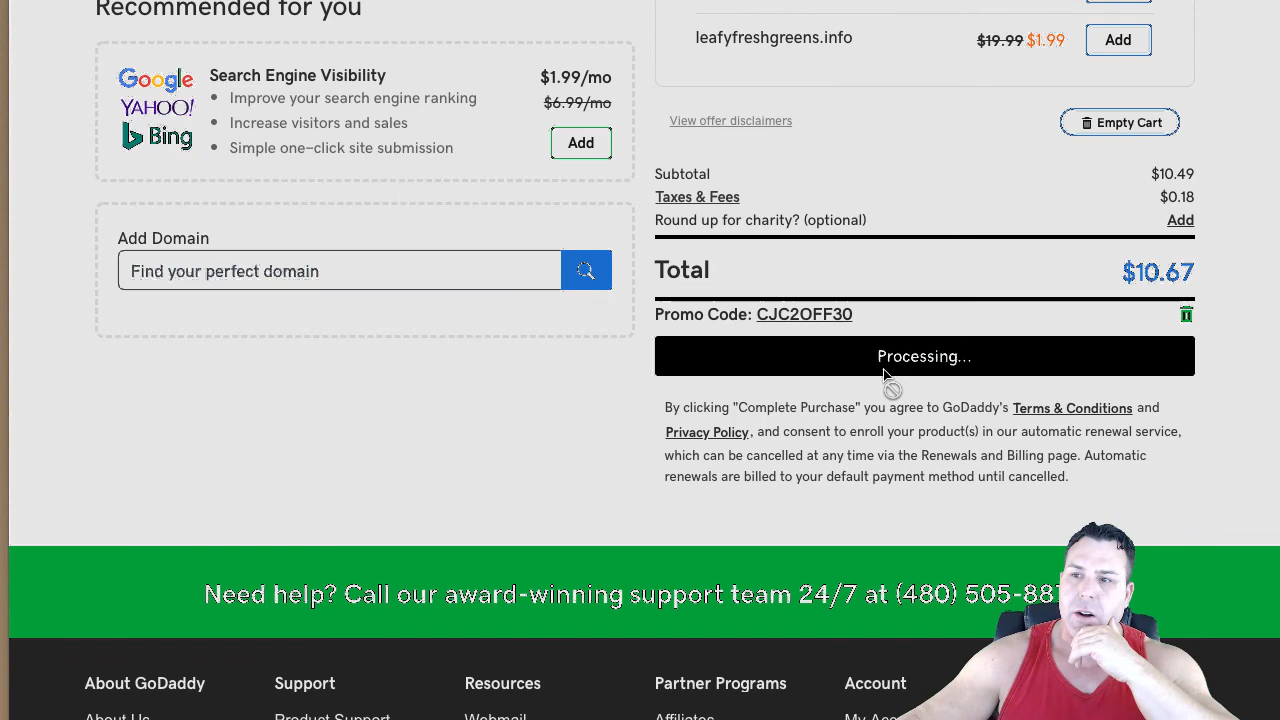 Recommended for you
Google
YAHOO!
Bing
Search Engine Visibility
Improve your search engine ranking
Increase visitors and sales
Simple one-click site submission
$1.99/mo
$6.99/mo
Add
Add Domain
Find your perfect domain
leafyfreshgreens.info
$19.99 $1.99
Add
View offer disclaimers
Empty Cart
Subtotal $10.49
Taxes & Fees $0.18
Round up for charity? (optional) Add
Total $10.67
Promo Code: CJC2OFF30
Processing...
By clicking "Complete Purchase" you agree to GoDaddy's Terms & Conditions and
Privacy Policy, and consent to enroll your product(s) in our automatic renewal service,
which can be cancelled at any time via the Renewals and Billing page. Automatic
renewals are billed to your default payment method until cancelled.
Need help? Call our award-winning support team 24/7 at (480) 505-887
About GoDaddy Support Resources Partner Programs Account
About Us Product Support Webmail Affiliates My Acc